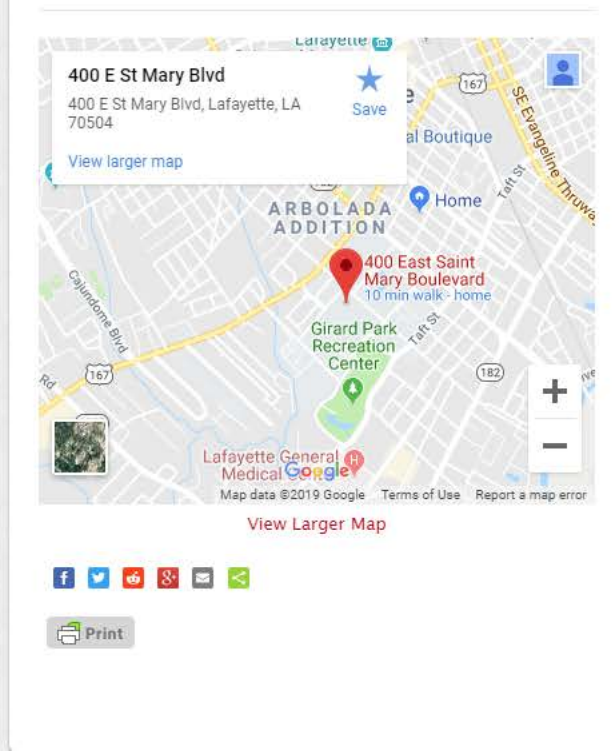 Lafayette
400 E St Mary Blvd
400 E St Mary Blvd, Lafayette, LA
70504
View larger map
Save
167
SE Evangeline Thruway
al Boutique
Taft St
Home
ARBOLADA
ADDITION
400 East Saint
Mary Boulevard
10 min walk - home
Cajundome Blvd
Girard Park
Recreation
Center
Taft St
167
Rd
182
+
−
Lafayette General
Medical
H
Google
Map data ©2019 Google
Terms of Use
Report a map error
View Larger Map
f
8+
Print